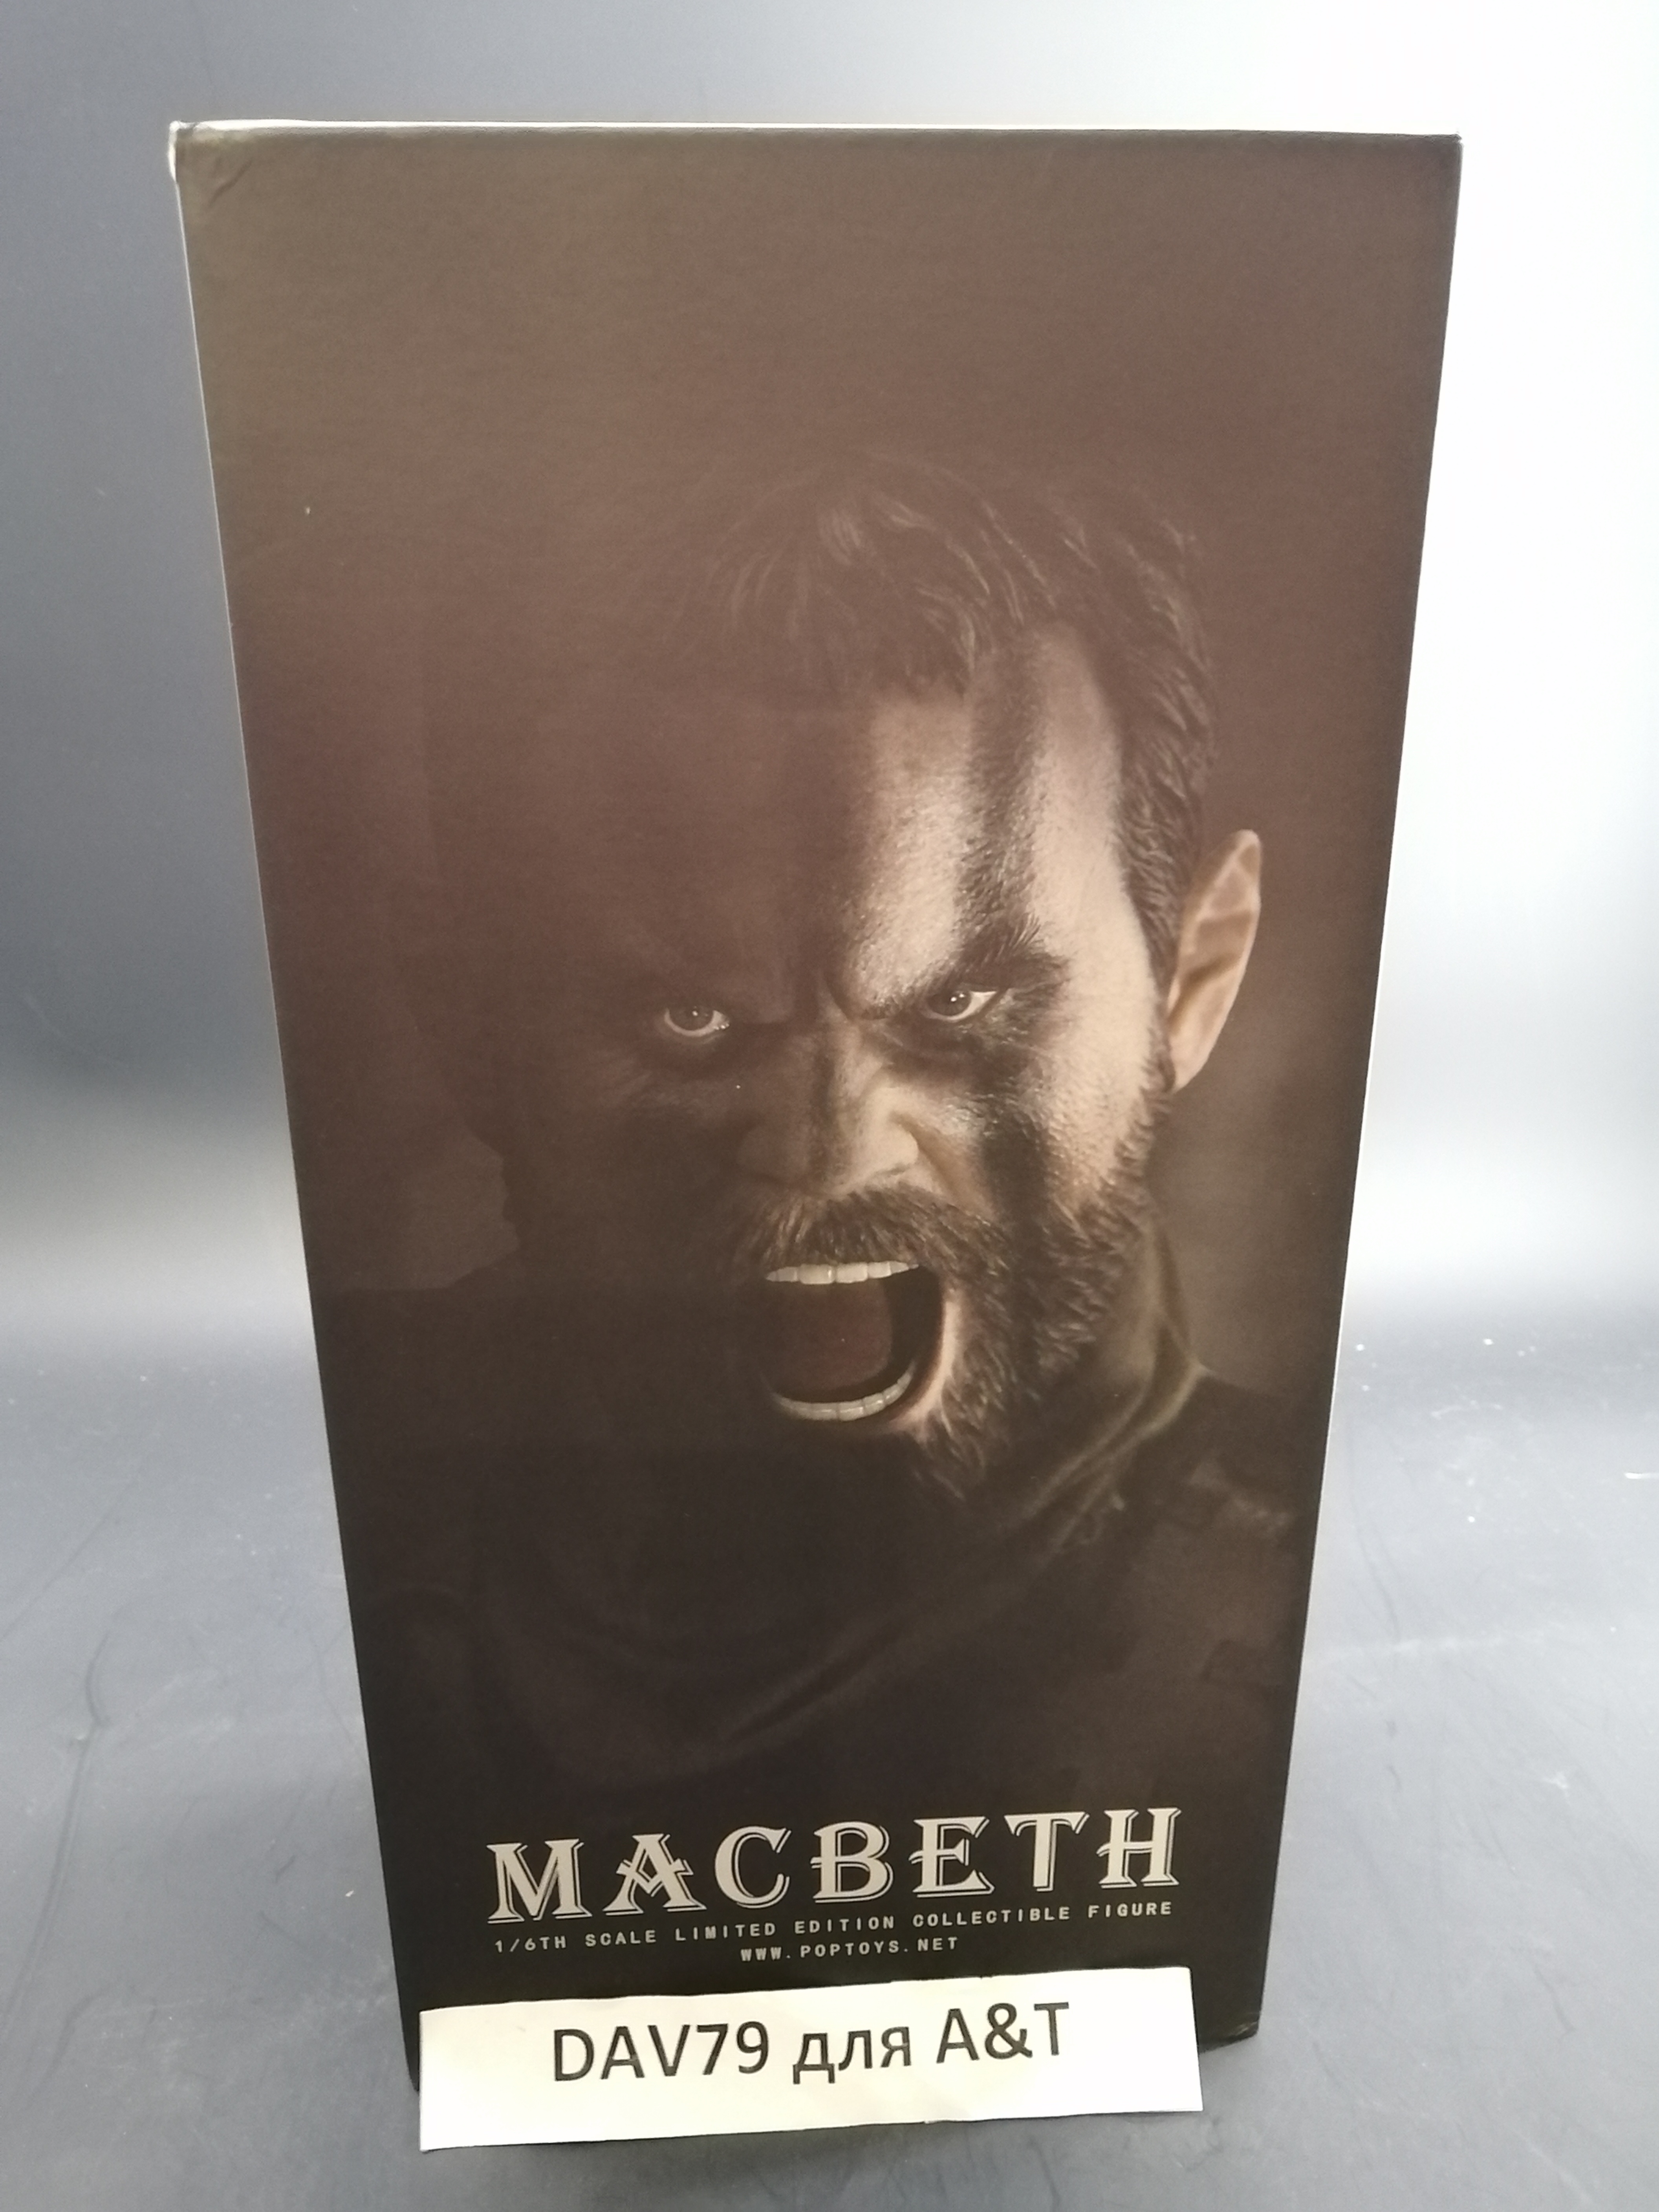 MACBETH
1/6TH SCALE LIMITED EDITION COLLECTIBLE FIGURE
WWW.POPTOYS.NET
DAV79 для A&T